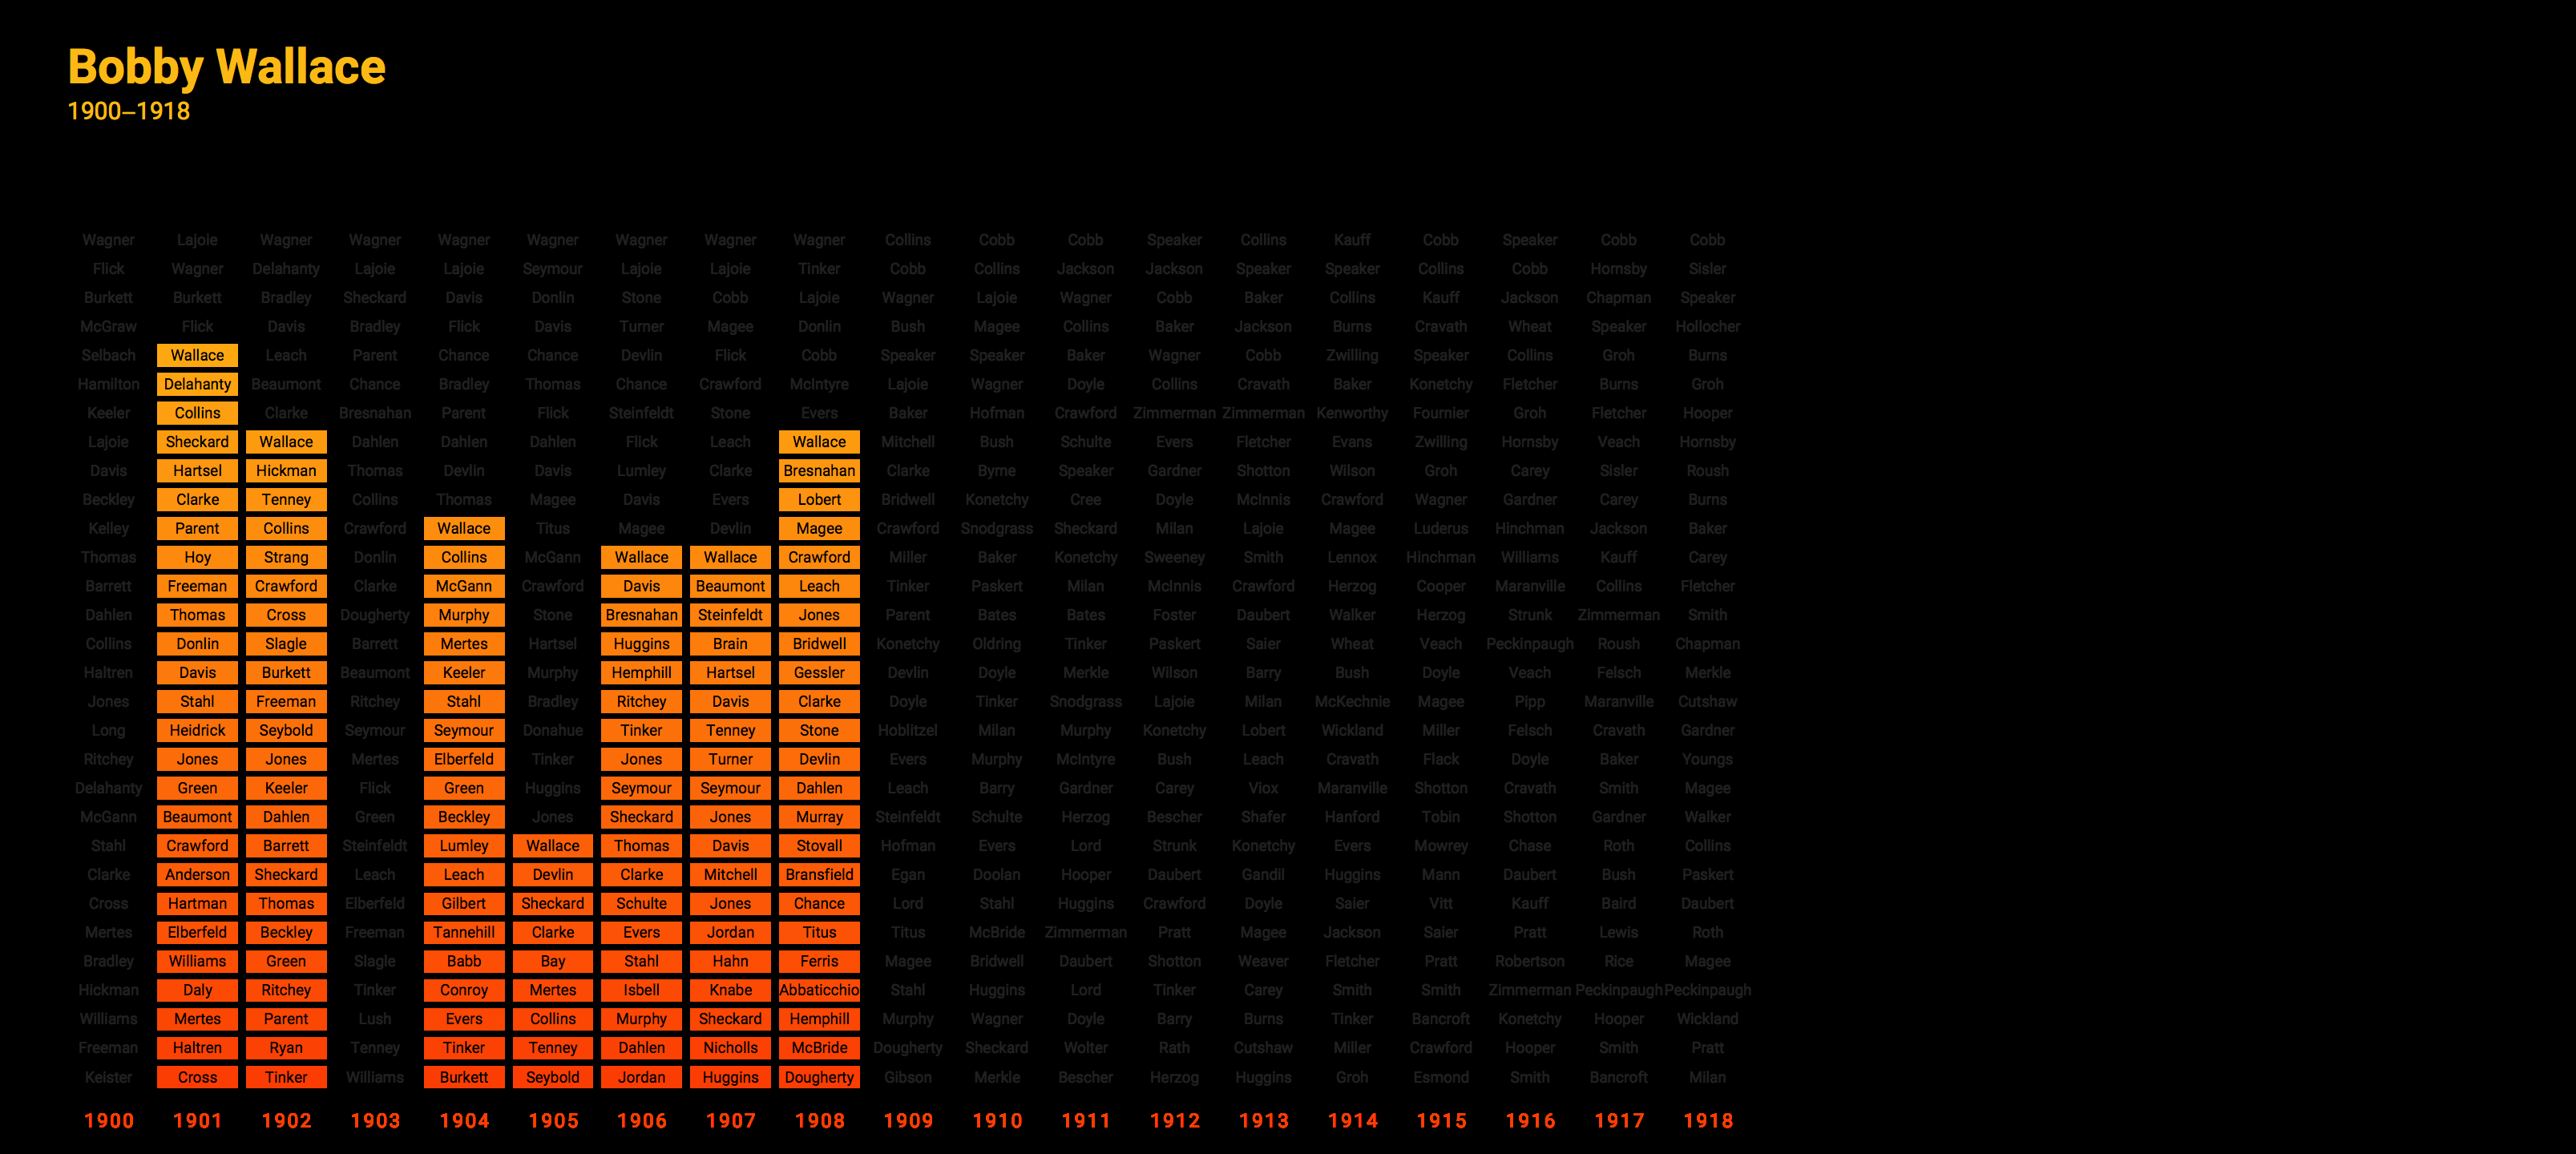 Bobby Wallace
1900–1918
Wagner Lajoie Wagner Wagner Wagner Wagner Wagner Wagner Wagner Collins Cobb Cobb Speaker Collins Kauff Cobb Speaker Cobb Cobb
Flick Wagner Delahanty Lajoie Lajoie Seymour Lajoie Lajoie Tinker Cobb Collins Jackson Jackson Speaker Speaker Collins Cobb Hornsby Sisler
Burkett Burkett Bradley Sheckard Davis Donlin Stone Cobb Lajoie Wagner Lajoie Wagner Cobb Baker Collins Kauff Jackson Chapman Speaker
McGraw Flick Davis Bradley Flick Davis Turner Magee Donlin Bush Magee Collins Baker Jackson Burns Cravath Wheat Speaker Hollocher
Selbach Wallace Leach Parent Chance Chance Devlin Flick Cobb Speaker Speaker Baker Wagner Cobb Zwilling Speaker Collins Groh Burns
Hamilton Delahanty Beaumont Chance Bradley Thomas Chance Crawford McIntyre Lajoie Wagner Doyle Collins Cravath Baker Konetchy Fletcher Burns Groh
Keeler Collins Clarke Bresnahan Parent Flick Steinfeldt Stone Evers Baker Hofman Crawford Zimmerman Zimmerman Kenworthy Fournier Groh Fletcher Hooper
Lajoie Sheckard Wallace Dahlen Dahlen Dahlen Flick Leach Wallace Mitchell Bush Schulte Evers Fletcher Evans Zwilling Hornsby Veach Hornsby
Davis Hartsel Hickman Thomas Devlin Davis Lumley Clarke Bresnahan Clarke Byrne Speaker Gardner Shotton Wilson Groh Carey Sisler Roush
Beckley Clarke Tenney Collins Thomas Magee Davis Evers Lobert Bridwell Konetchy Cree Doyle McInnis Crawford Wagner Gardner Carey Burns
Kelley Parent Collins Crawford Wallace Titus Magee Devlin Magee Crawford Snodgrass Sheckard Milan Lajoie Magee Luderus Hinchman Jackson Baker
Thomas Hoy Strang Donlin Collins McGann Wallace Wallace Crawford Miller Baker Konetchy Sweeney Smith Lennox Hinchman Williams Kauff Carey
Barrett Freeman Crawford Clarke McGann Crawford Davis Beaumont Leach Tinker Paskert Milan McInnis Crawford Herzog Cooper Maranville Collins Fletcher
Dahlen Thomas Cross Dougherty Murphy Stone Bresnahan Steinfeldt Jones Parent Bates Bates Foster Daubert Walker Herzog Strunk Zimmerman Smith
Collins Donlin Slagle Barrett Mertes Hartsel Huggins Brain Bridwell Konetchy Oldring Tinker Paskert Saier Wheat Veach Peckinpaugh Roush Chapman
Haltren Davis Burkett Beaumont Keeler Murphy Hemphill Hartsel Gessler Devlin Doyle Merkle Wilson Barry Bush Doyle Veach Felsch Merkle
Jones Stahl Freeman Ritchey Stahl Bradley Ritchey Davis Clarke Doyle Tinker Snodgrass Lajoie Milan McKechnie Magee Pipp Maranville Cutshaw
Long Heidrick Seybold Seymour Seymour Donahue Tinker Tenney Stone Hoblitzel Milan Murphy Konetchy Lobert Wickland Miller Felsch Cravath Gardner
Ritchey Jones Jones Mertes Elberfeld Tinker Jones Turner Devlin Evers Murphy McIntyre Bush Leach Cravath Flack Doyle Baker Youngs
Delahanty Green Keeler Flick Green Huggins Seymour Seymour Dahlen Leach Barry Gardner Carey Viox Maranville Shotton Cravath Smith Magee
McGann Beaumont Dahlen Green Beckley Jones Sheckard Jones Murray Steinfeldt Schulte Herzog Bescher Shafer Hanford Tobin Shotton Gardner Walker
Stahl Crawford Barrett Steinfeldt Lumley Wallace Thomas Davis Stovall Hofman Evers Lord Strunk Konetchy Evers Mowrey Chase Roth Collins
Clarke Anderson Sheckard Leach Leach Devlin Clarke Mitchell Bransfield Egan Doolan Hooper Daubert Gandil Huggins Mann Daubert Bush Paskert
Cross Hartman Thomas Elberfeld Gilbert Sheckard Schulte Jones Chance Lord Stahl Huggins Crawford Doyle Saier Vitt Kauff Baird Daubert
Mertes Elberfeld Beckley Freeman Tannehill Clarke Evers Jordan Titus Titus McBride Zimmerman Pratt Magee Jackson Saier Pratt Lewis Roth
Bradley Williams Green Slagle Babb Bay Stahl Hahn Ferris Magee Bridwell Daubert Shotton Weaver Fletcher Pratt Robertson Rice Magee
Hickman Daly Ritchey Tinker Conroy Mertes Isbell Knabe Abbaticchio Stahl Huggins Lord Tinker Carey Smith Smith Zimmerman Peckinpaugh Peckinpaugh
Williams Mertes Parent Lush Evers Collins Murphy Sheckard Hemphill Murphy Wagner Doyle Barry Burns Tinker Bancroft Konetchy Hooper Wickland
Freeman Haltren Ryan Tenney Tinker Tenney Dahlen Nicholls McBride Dougherty Sheckard Wolter Rath Cutshaw Miller Crawford Hooper Smith Pratt
Keister Cross Tinker Williams Burkett Seybold Jordan Huggins Dougherty Gibson Merkle Bescher Herzog Huggins Groh Esmond Smith Bancroft Milan
1900 1901 1902 1903 1904 1905 1906 1907 1908 1909 1910 1911 1912 1913 1914 1915 1916 1917 1918